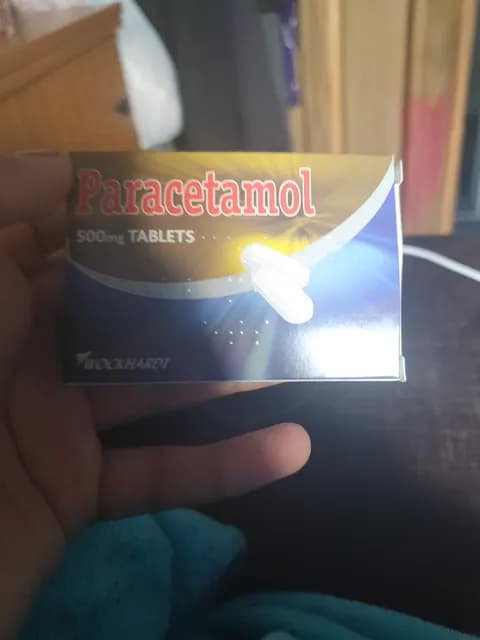 Paracetamol
500mg TABLETS
WOCKHARDT